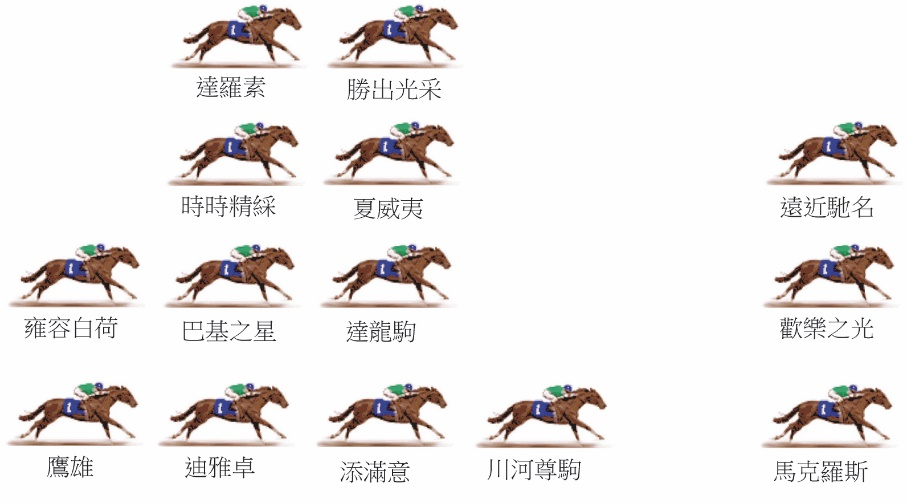 達羅素
勝出光采
時時精綵
夏威夷
遠近馳名
雍容白荷
巴基之星
達龍駒
歡樂之光
鷹雄
迪雅卓
添滿意
川河尊駒
馬克羅斯